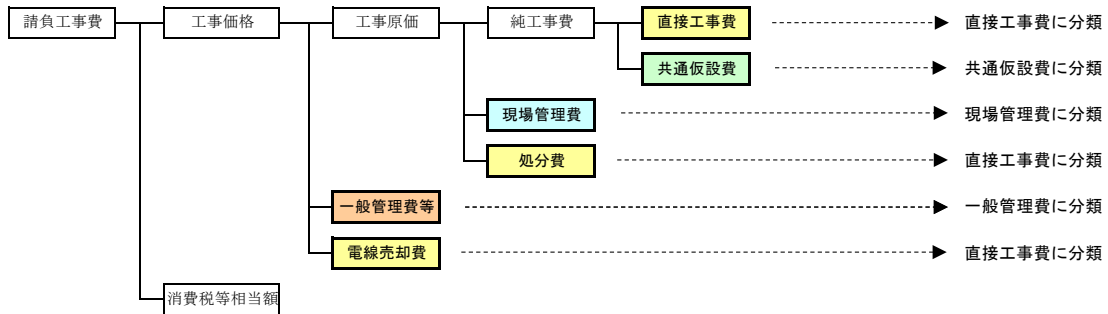 請負工事費 工事価格 工事原価 純工事費 直接工事費 直接工事費に分類
共通仮設費 共通仮設費に分類
現場管理費 現場管理費に分類
処分費 直接工事費に分類
一般管理費等 一般管理費に分類
電線売却費 直接工事費に分類
消費税等相当額